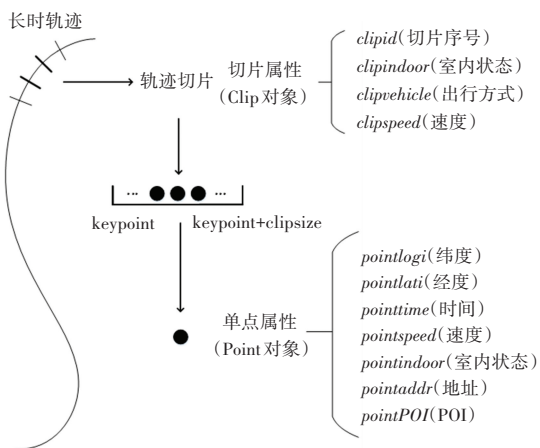 长时轨迹
轨迹切片
切片属性
(Clip对象)
clipid(切片序号)
clipindoor(室内状态)
clipvehicle(出行方式)
clipspeed(速度)
... ...
keypoint keypoint+clipsize
单点属性
(Point对象)
pointlogi(纬度)
pointlati(经度)
pointtime(时间)
pointspeed(速度)
pointindoor(室内状态)
pointaddr(地址)
pointPOI(POI)